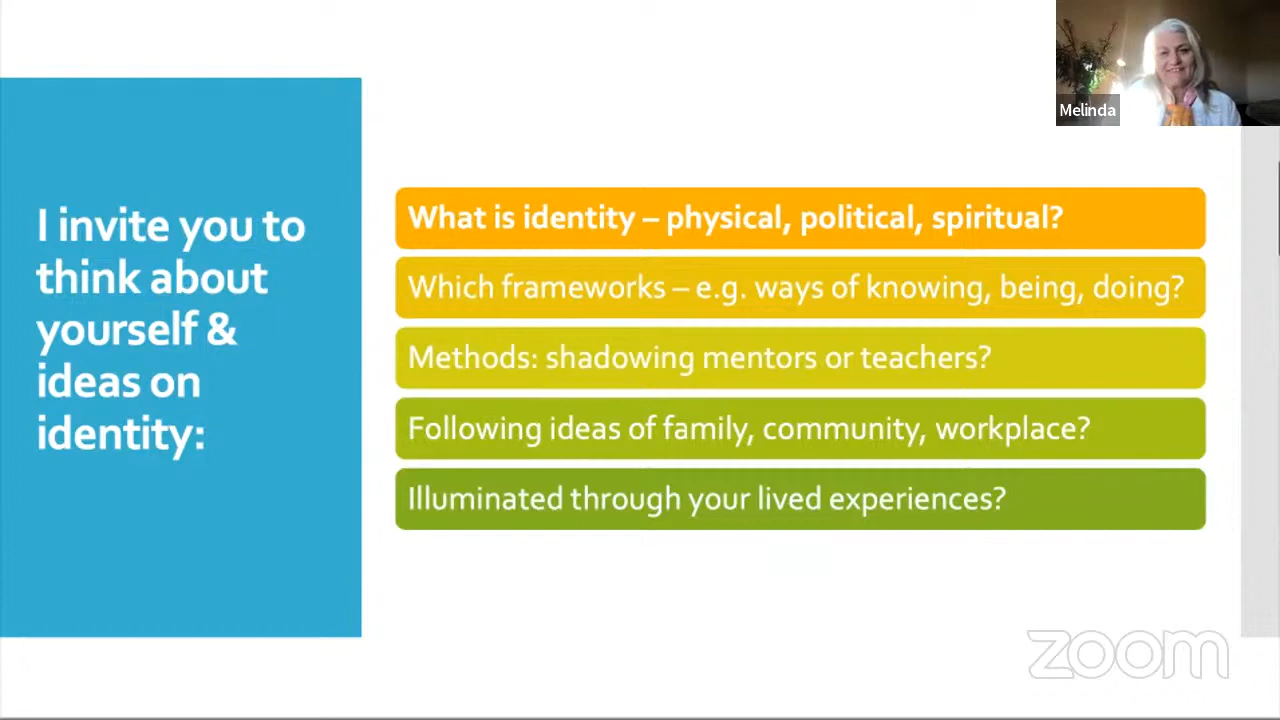 Melinda
I invite you to
think about
yourself &
ideas on
identity:
What is identity – physical, political, spiritual?
Which frameworks – e.g. ways of knowing, being, doing?
Methods: shadowing mentors or teachers?
Following ideas of family, community, workplace?
Illuminated through your lived experiences?
zoom